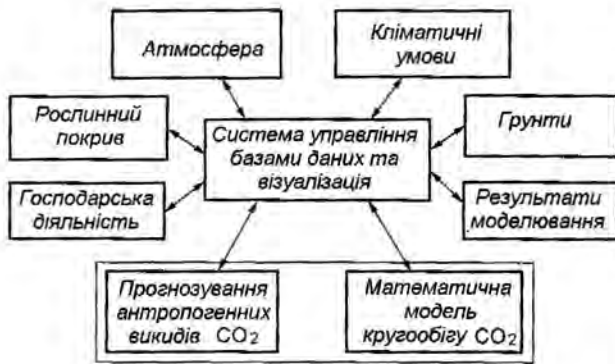 Атмосфера
Кліматичні
умови
Рослинний
покрив
Система управління
базами даних та
візуалізація
Грунти
Господарська
діяльність
Результати
моделювання
Прогнозування
антропогенних
викидів CO₂
Математична
модель
кругообігу CO₂